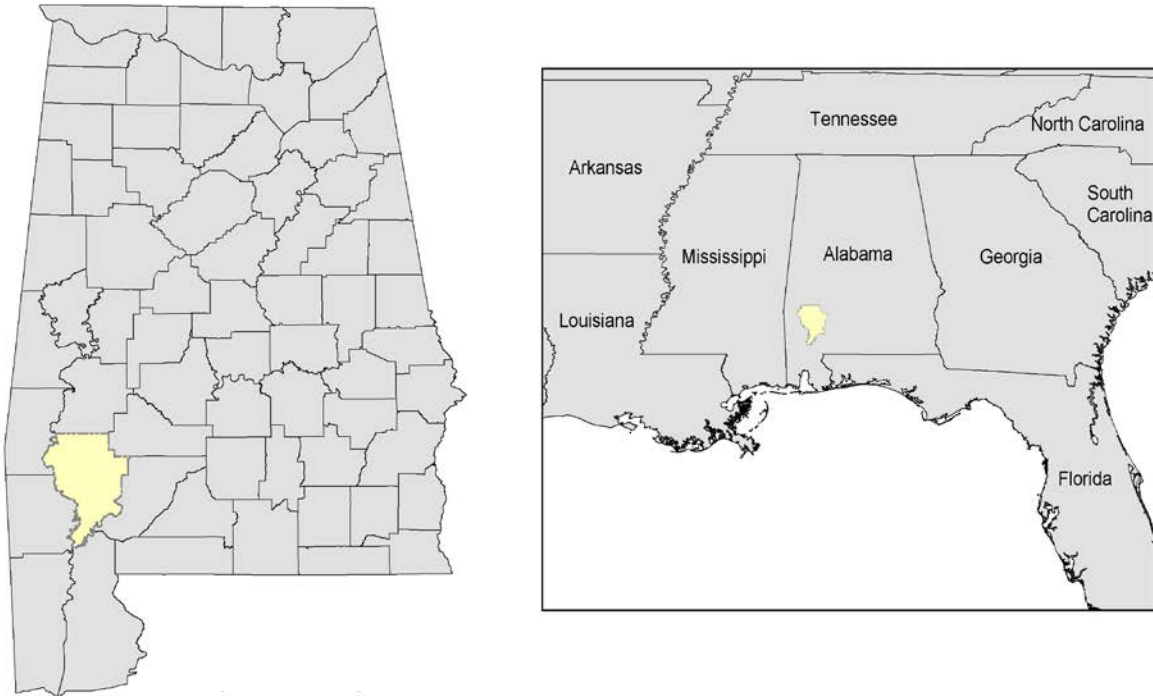 Tennessee
North Carolina
Arkansas
South
Carolina
Mississippi
Alabama
Georgia
Louisiana
Florida